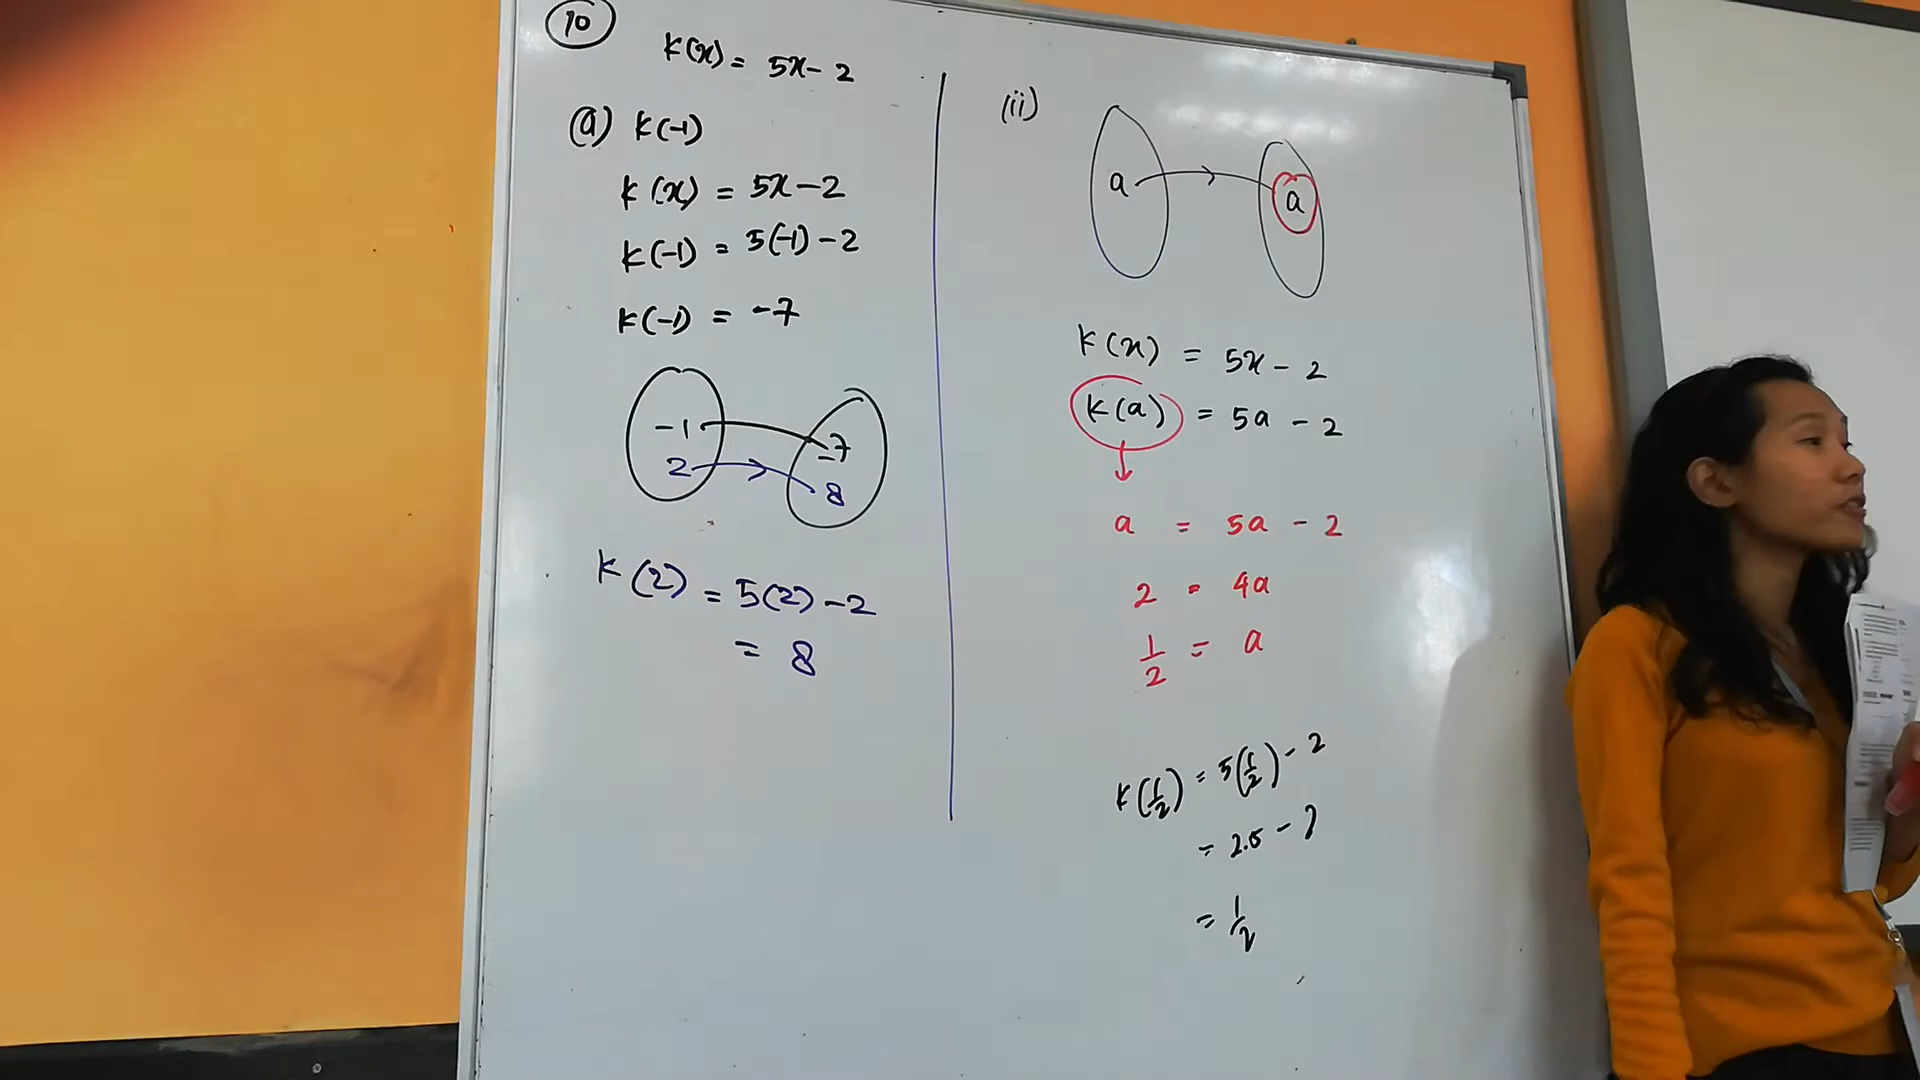 10
K(x) = 5x - 2
(a) K(-1)
K(x) = 5x - 2
K(-1) = 5(-1) - 2
K(-1) = -7
-1 -7
2 8
K(2) = 5(2) - 2
= 8
(ii)
a a
K(x) = 5x - 2
K(a) = 5a - 2
a = 5a - 2
2 = 4a
1/2 = a
K(1/2) = 5(1/2) - 2
= 2.5 - 2
= 1/2